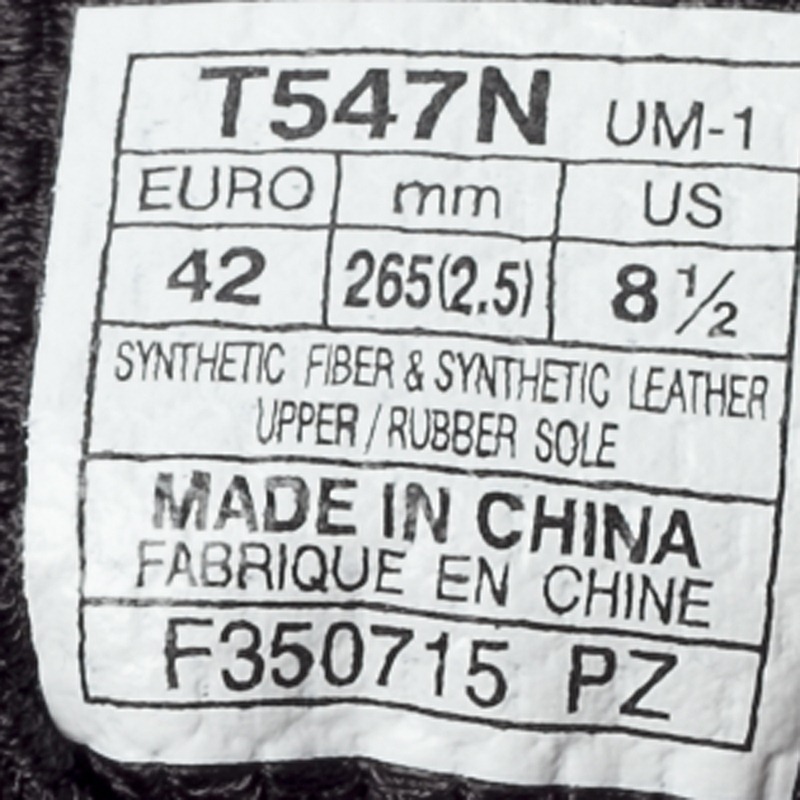 T547N UM-1
EURO mm US
42 265(2.5) 8 1/2
SYNTHETIC FIBER & SYNTHETIC LEATHER
UPPER / RUBBER SOLE
MADE IN CHINA
FABRIQUE EN CHINE
F350715 PZ